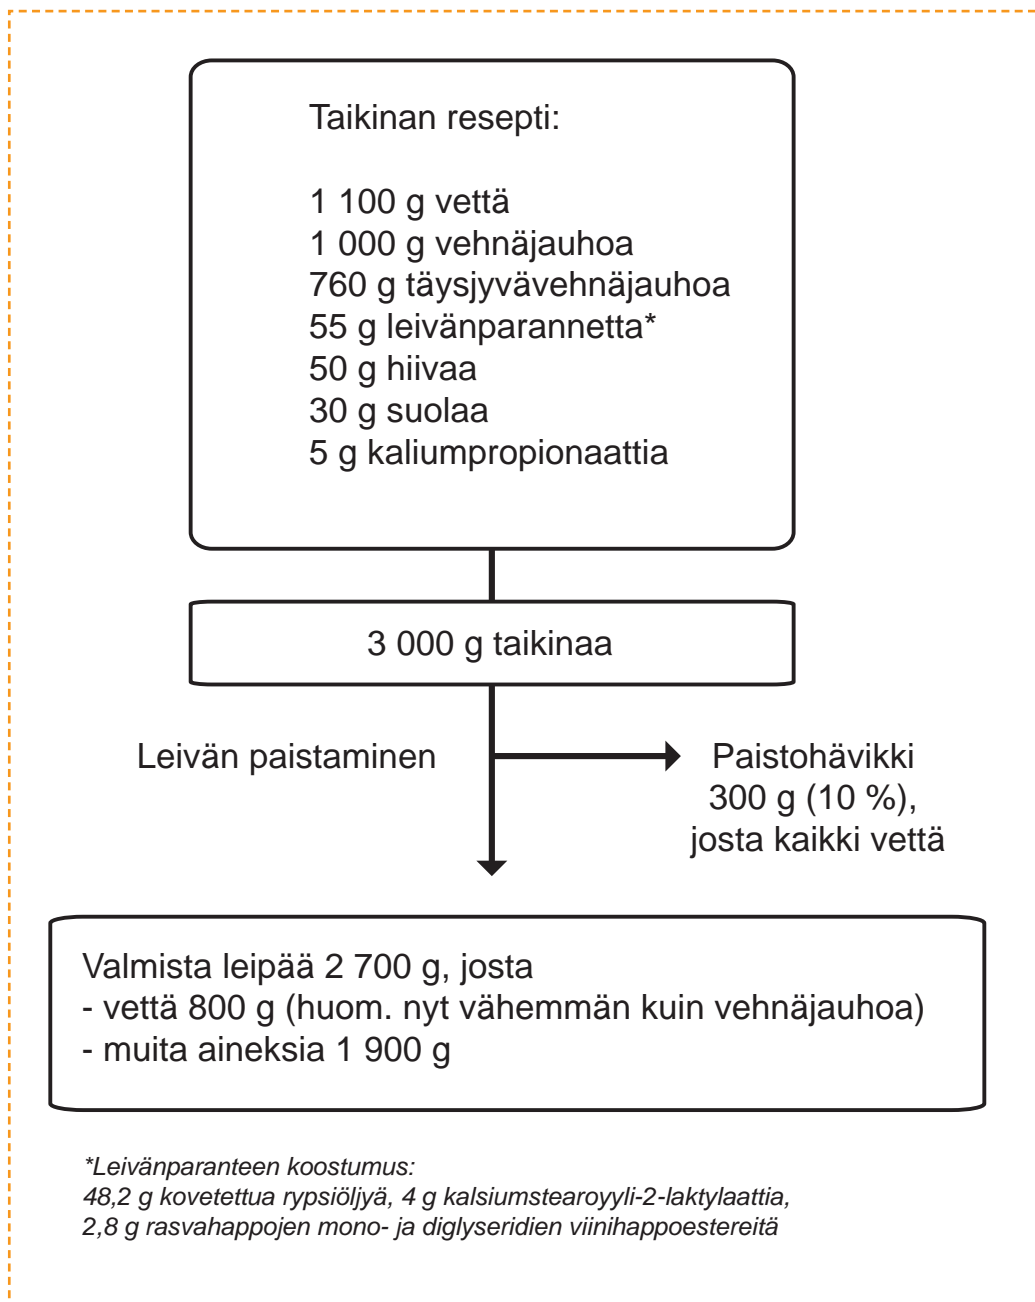 Taikinan resepti:
1 100 g vettä
1 000 g vehnäjauhoa
760 g täysjyvävehnäjauhoa
55 g leivänparannetta*
50 g hiivaa
30 g suolaa
5 g kaliumpropionaattia
3 000 g taikinaa
Leivän paistaminen
Paistohävikki
300 g (10 %),
josta kaikki vettä
Valmista leipää 2 700 g, josta
- vettä 800 g (huom. nyt vähemmän kuin vehnäjauhoa)
- muita aineksia 1 900 g
*Leivänparanteen koostumus:
48,2 g kovetettua rypsiöljyä, 4 g kalsiumstearoyyli-2-laktylaattia,
2,8 g rasvahappojen mono- ja diglyseridien viinihappoestereitä